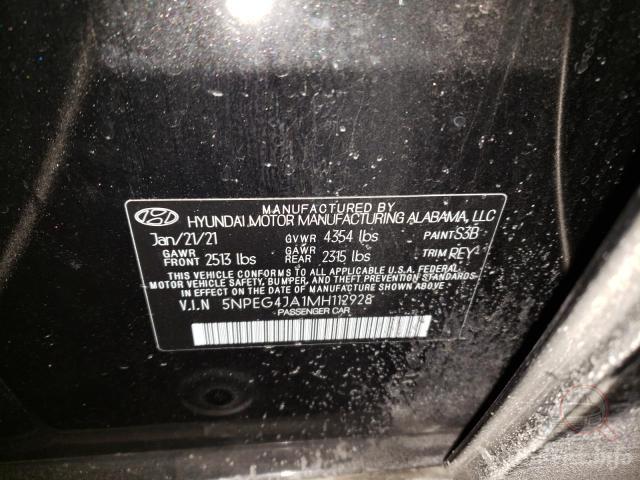 MANUFACTURED BY
HYUNDAI MOTOR MANUFACTURING ALABAMA, LLC
Jan/21/21 GVWR 4354 lbs PAINT S3B
GAWR FRONT 2513 lbs GAWR REAR 2315 lbs TRIM REY
THIS VEHICLE CONFORMS TO ALL APPLICABLE U.S.A. FEDERAL
MOTOR VEHICLE SAFETY, BUMPER, AND THEFT PREVENTION STANDARDS
IN EFFECT ON THE DATE OF MANUFACTURE SHOWN ABOVE.
V.I.N 5NPEG4JA1MH112928
PASSENGER CAR